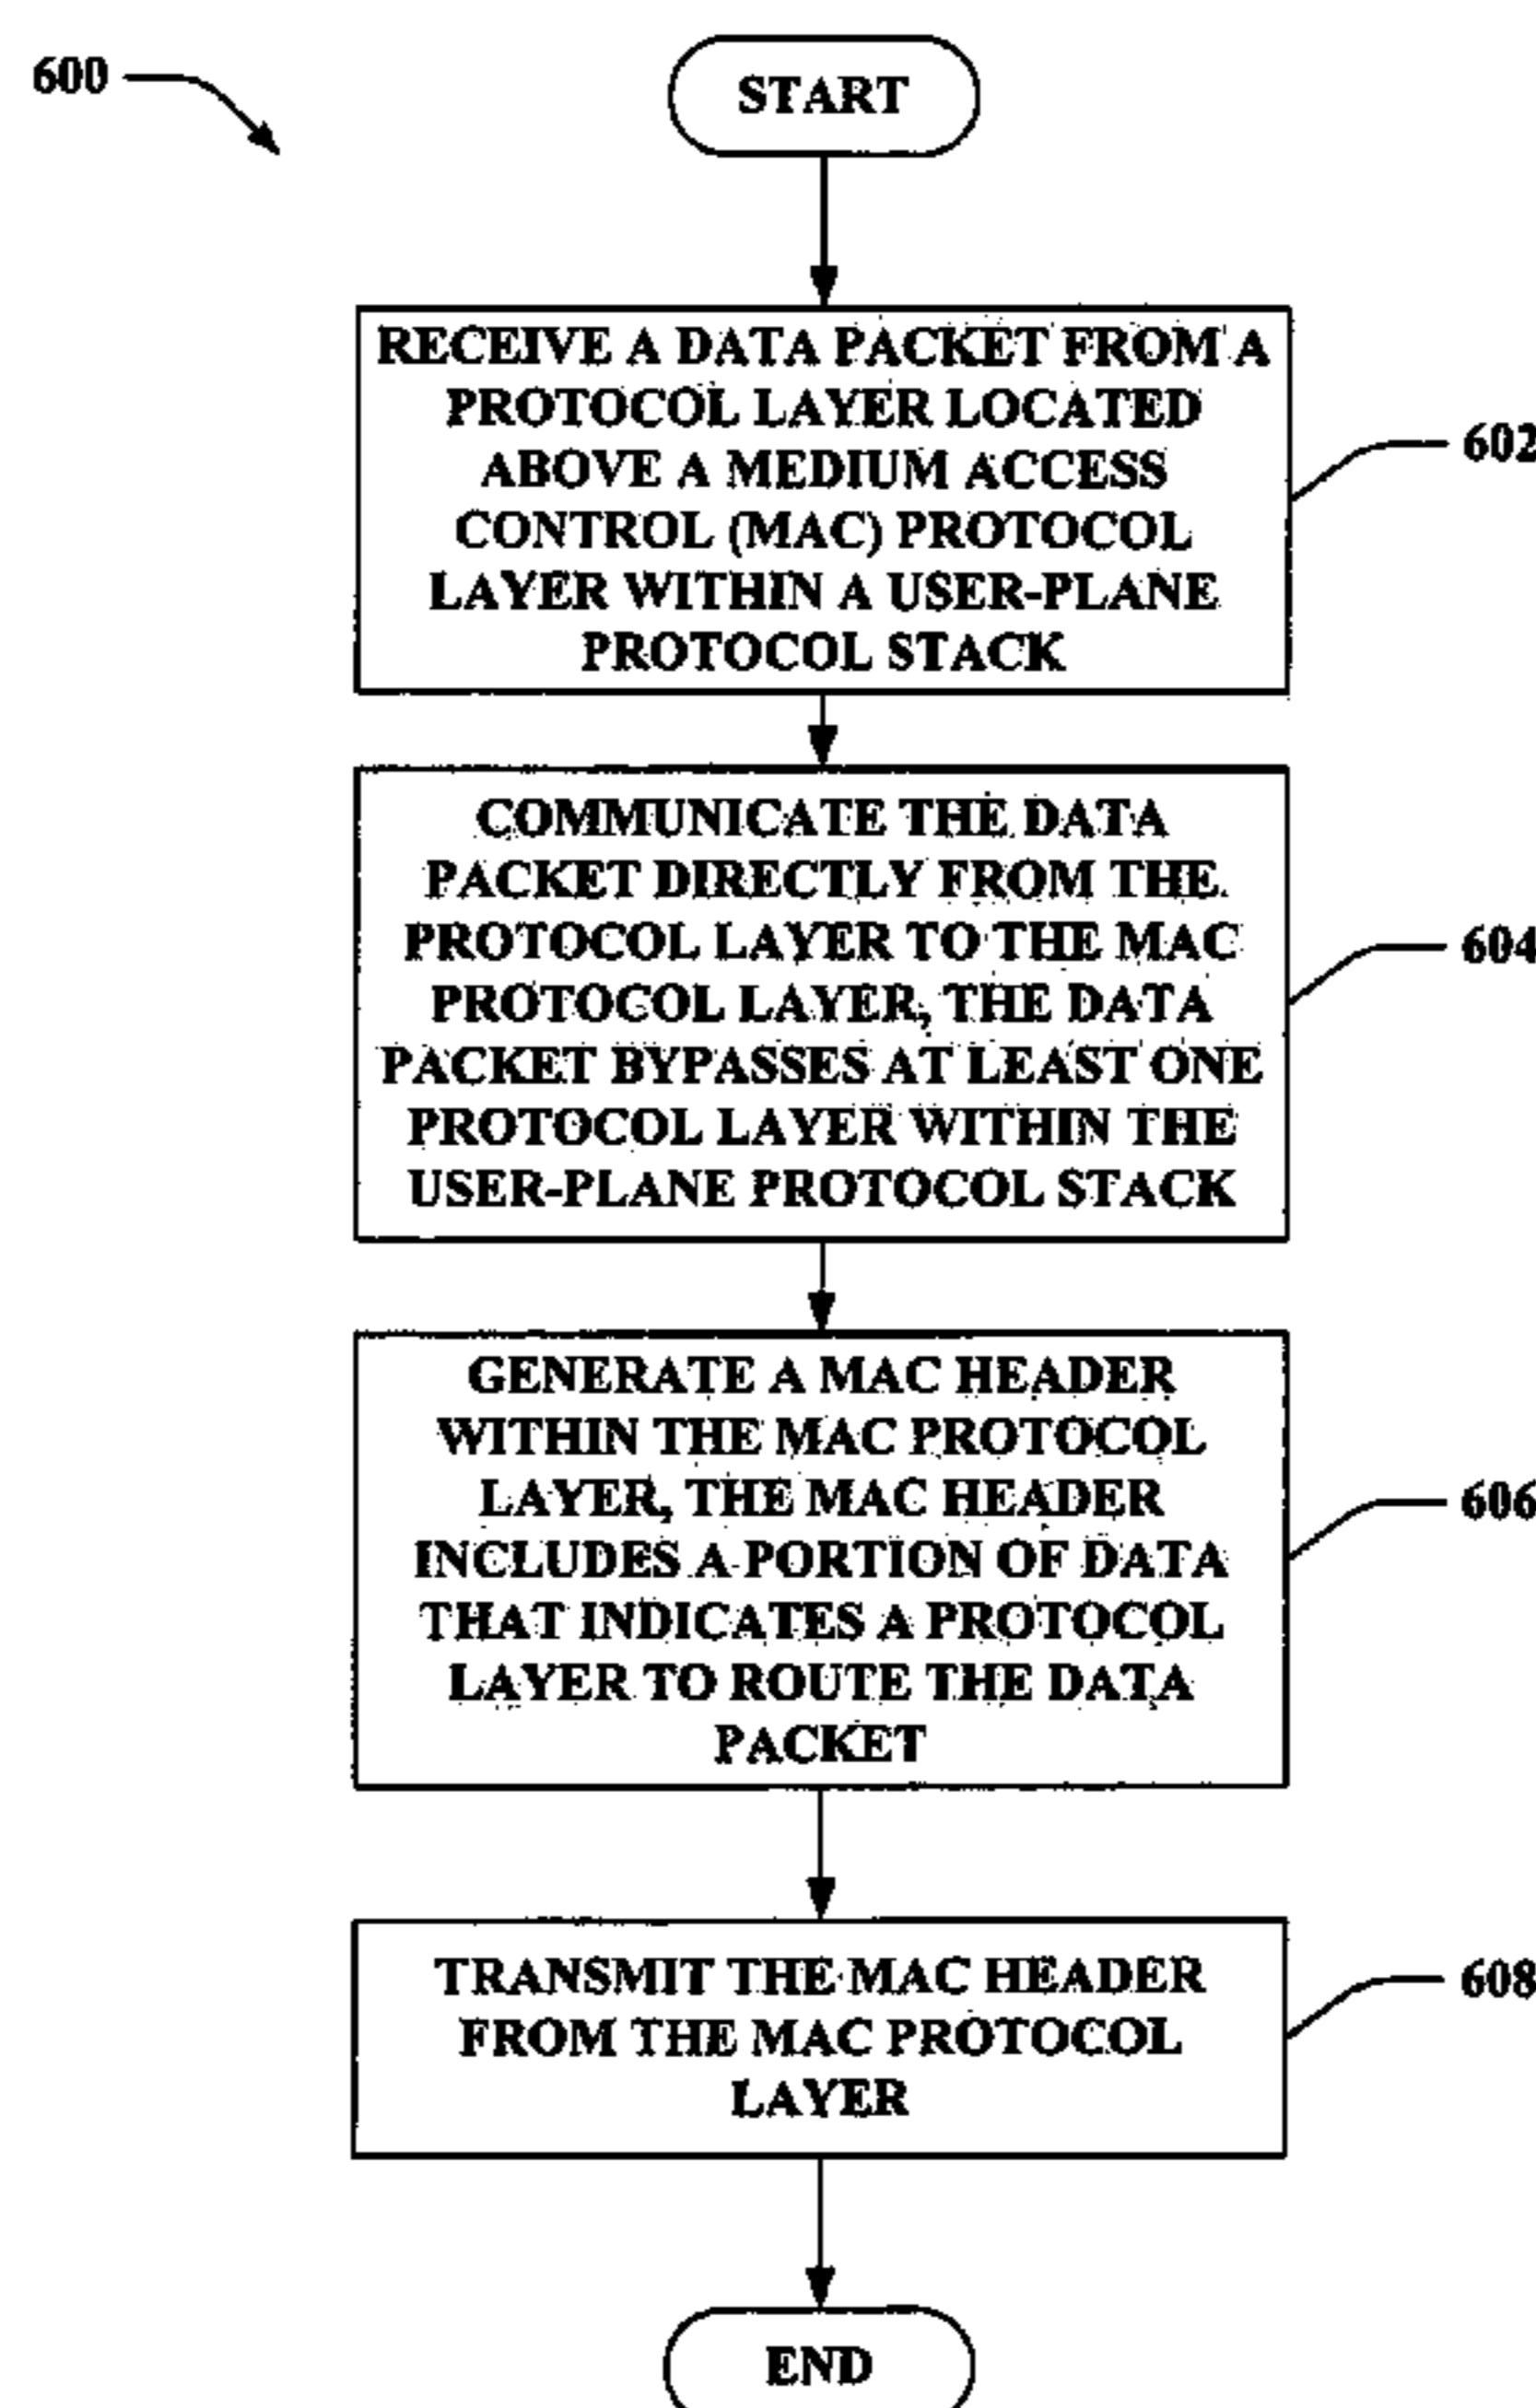 600
START
RECEIVE A DATA PACKET FROM A
PROTOCOL LAYER LOCATED
ABOVE A MEDIUM ACCESS
CONTROL (MAC) PROTOCOL
LAYER WITHIN A USER-PLANE
PROTOCOL STACK
602
COMMUNICATE THE DATA
PACKET DIRECTLY FROM THE
PROTOCOL LAYER TO THE MAC
PROTOCOL LAYER, THE DATA
PACKET BYPASSES AT LEAST ONE
PROTOCOL LAYER WITHIN THE
USER-PLANE PROTOCOL STACK
604
GENERATE A MAC HEADER
WITHIN THE MAC PROTOCOL
LAYER, THE MAC HEADER
INCLUDES A PORTION OF DATA
THAT INDICATES A PROTOCOL
LAYER TO ROUTE THE DATA
PACKET
606
TRANSMIT THE MAC HEADER
FROM THE MAC PROTOCOL
LAYER
608
END